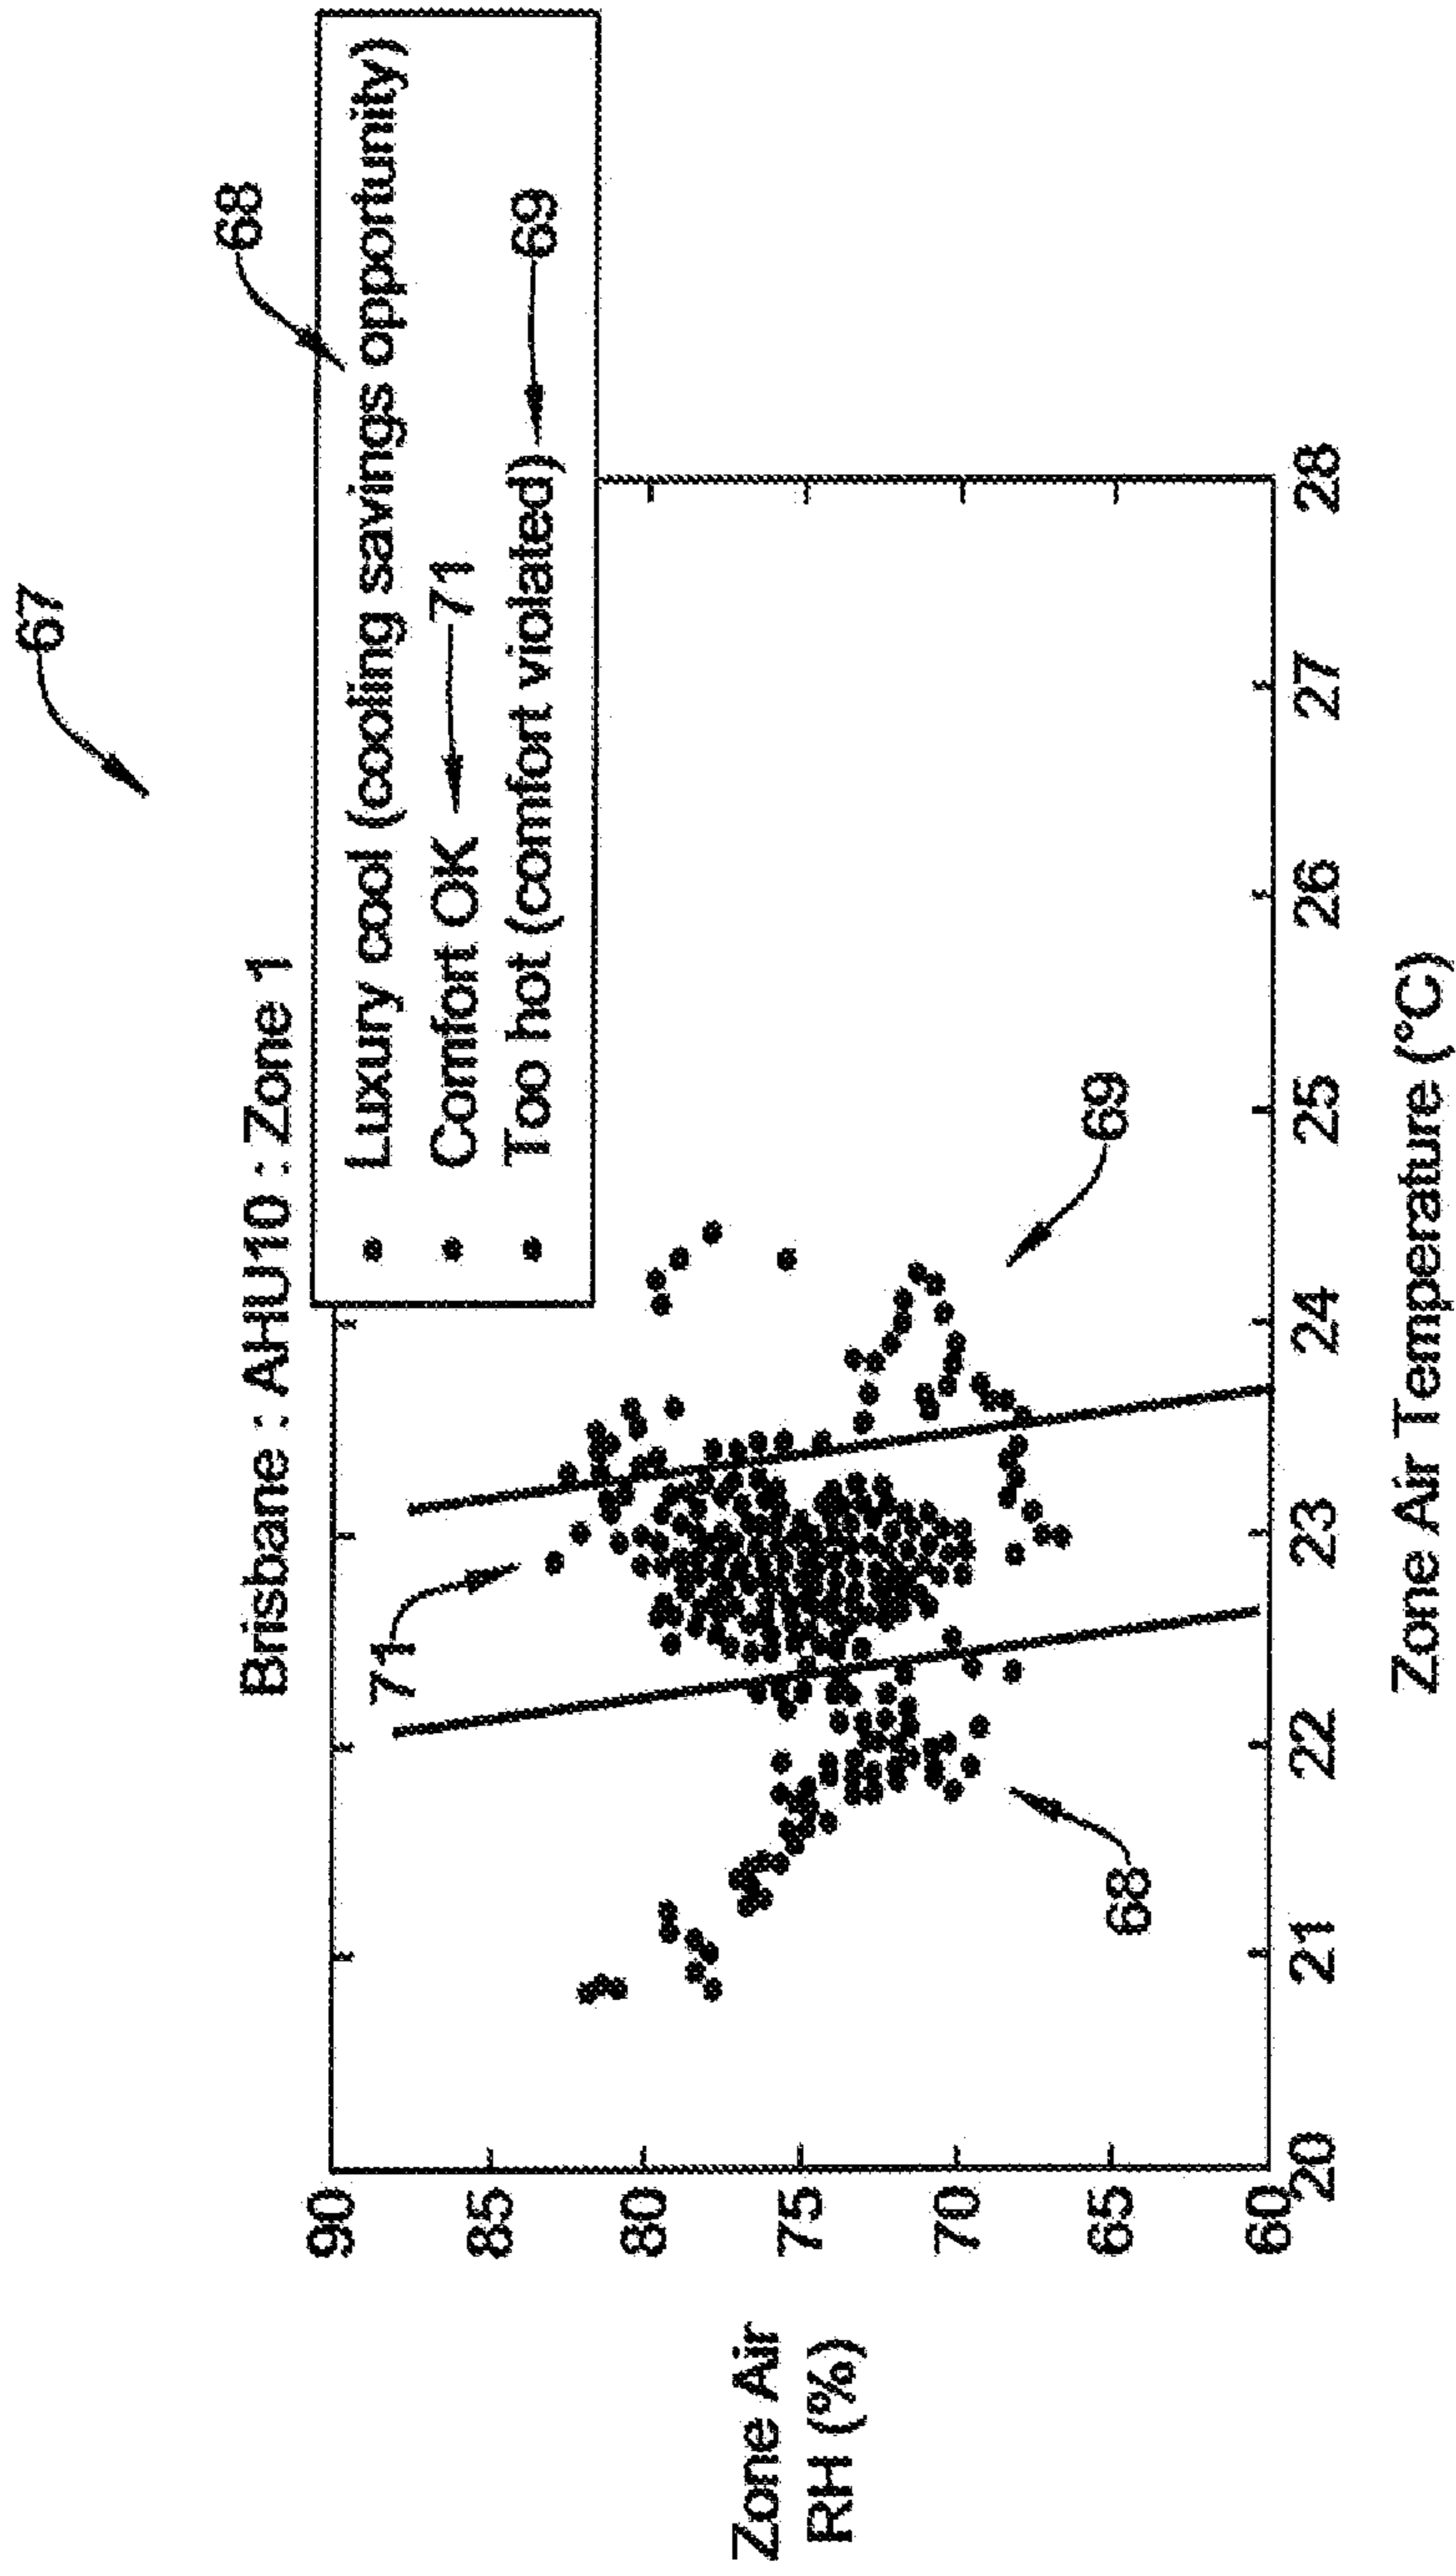 67
Brisbane : AHU10 : Zone 1
68
Luxury cool (cooling savings opportunity)
Comfort OK 71
Too hot (comfort violated) 69
71
90
85
80
75
70
65
60
Zone Air
RH (%)
69
68
20 21 22 23 24 25 26 27 28
Zone Air Temperature (°C)